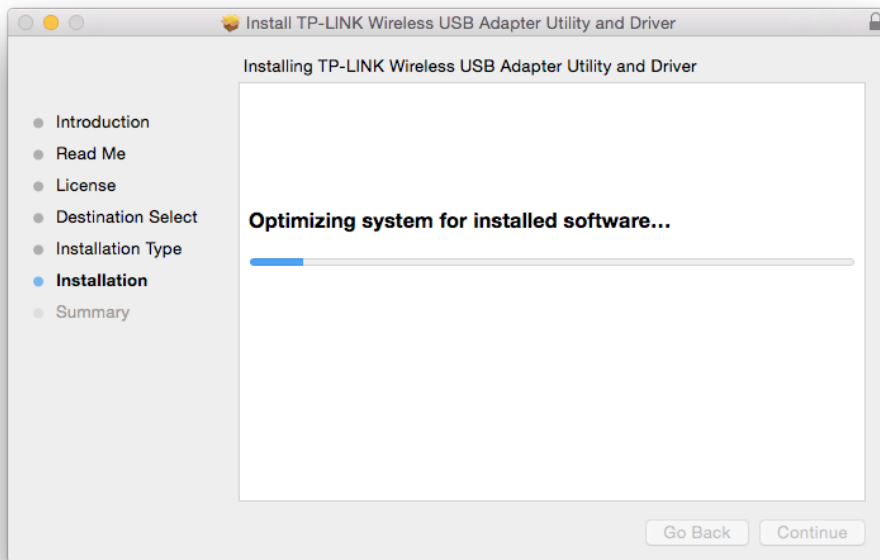 Install TP-LINK Wireless USB Adapter Utility and Driver
Installing TP-LINK Wireless USB Adapter Utility and Driver
Introduction
Read Me
License
Destination Select
Installation Type
Installation
Summary
Optimizing system for installed software...
Go Back
Continue